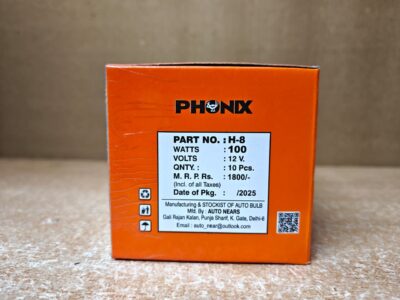 PHONIX
PART NO. : H-8
WATTS : 100
VOLTS : 12 V.
QNTY. : 10 Pcs.
M. R. P. Rs. : 1800/-
(Incl. of all Taxes)
Date of Pkg. : /2025
Manufacturing & STOCKIST OF AUTO BULB
Mfd. By : AUTO NEARS
Gali Rajan Kalan, Punja Sharif, K. Gate, Delhi-6
Email : auto_near@outlook.com